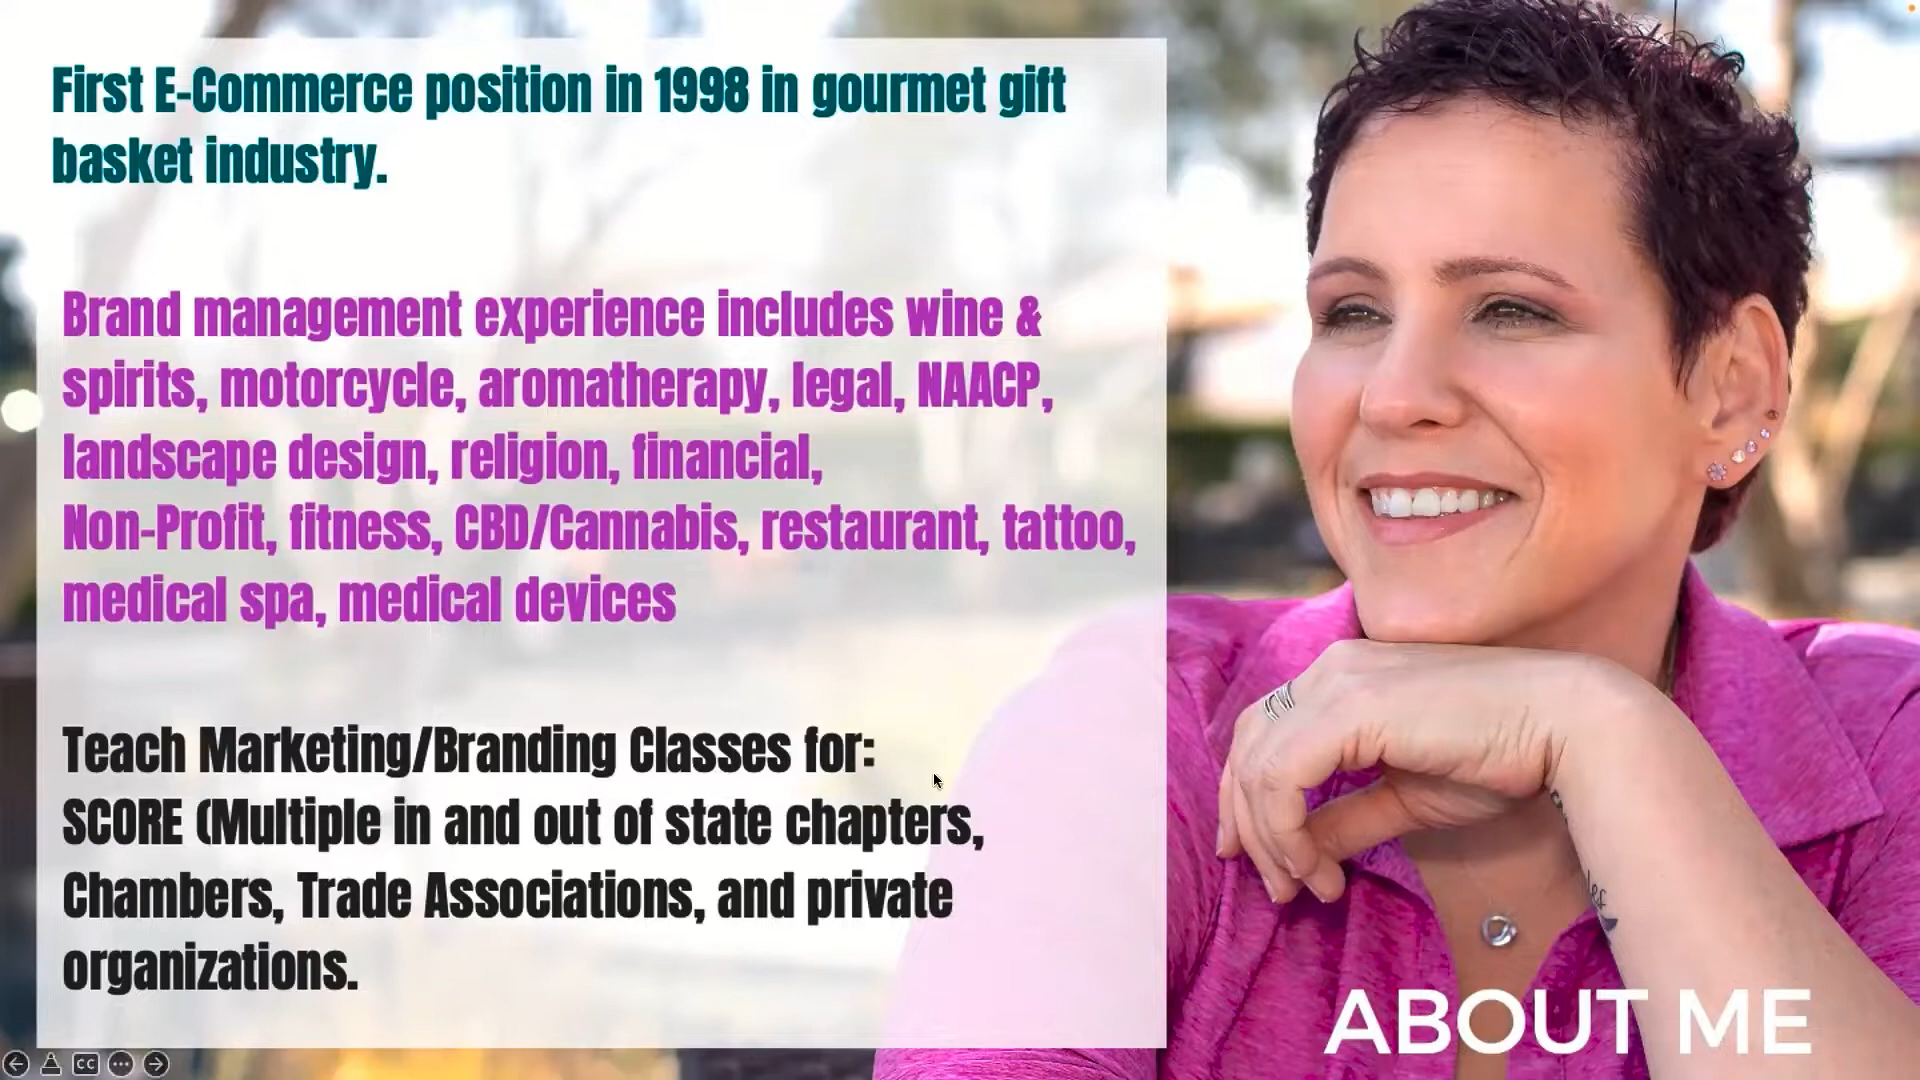 First E-Commerce position in 1998 in gourmet gift
basket industry.
Brand management experience includes wine &
spirits, motorcycle, aromatherapy, legal, NAACP,
landscape design, religion, financial,
Non-Profit, fitness, CBD/Cannabis, restaurant, tattoo,
medical spa, medical devices
Teach Marketing/Branding Classes for:
SCORE (Multiple in and out of state chapters,
Chambers, Trade Associations, and private
organizations.
ABOUT ME
CC